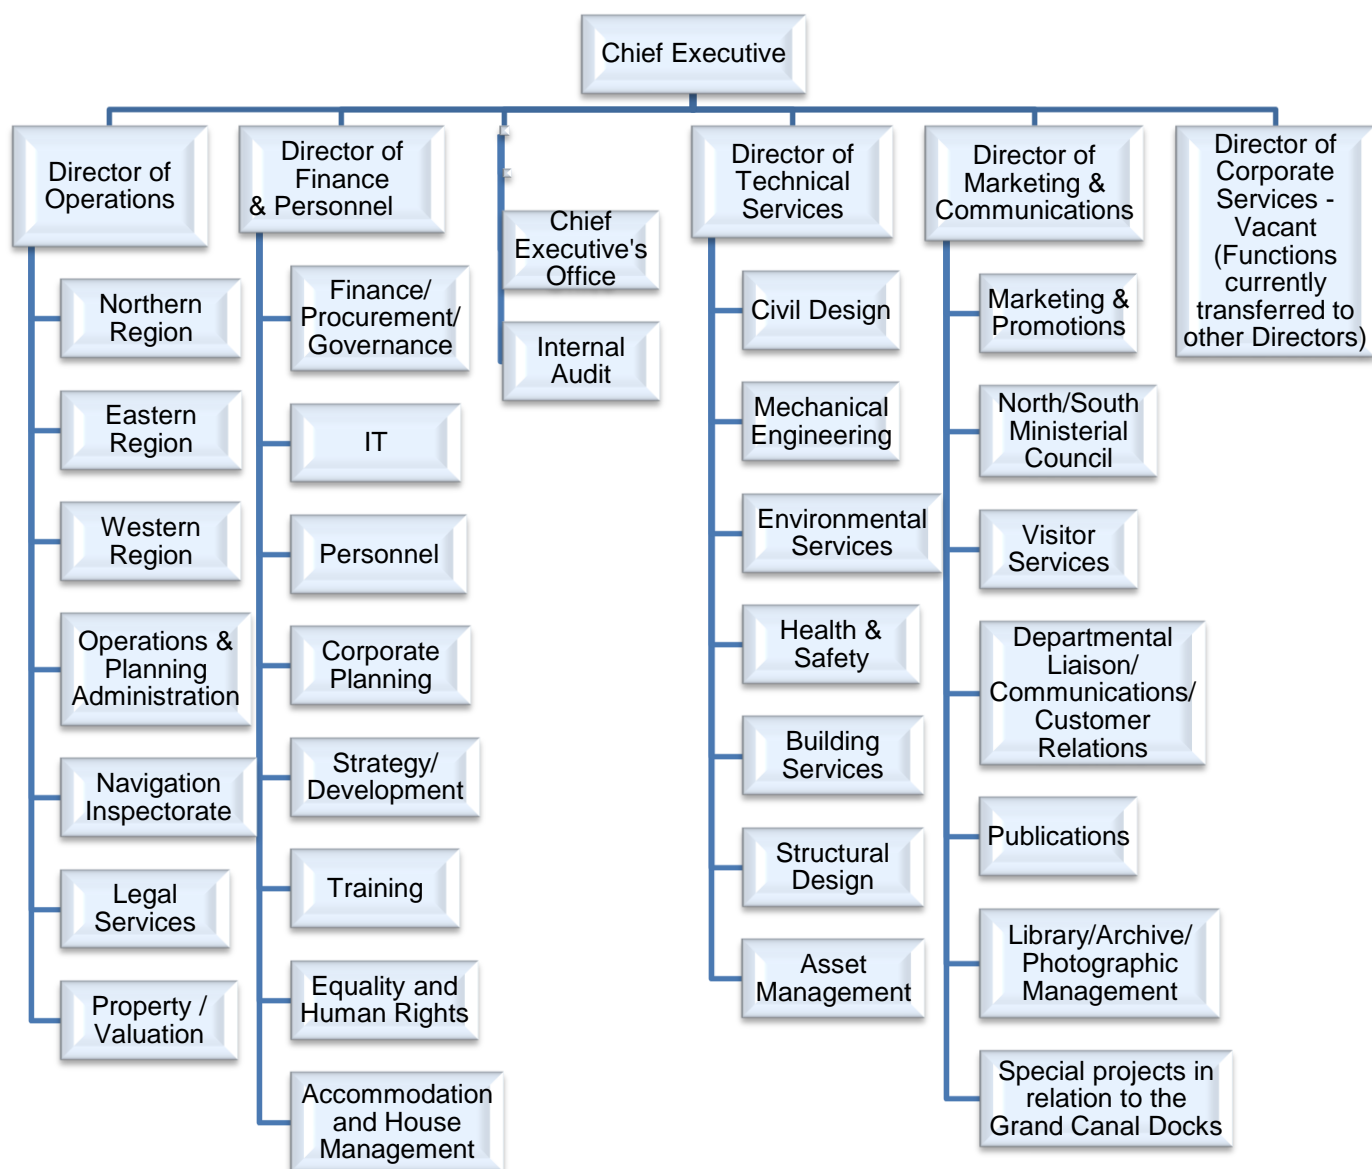 Chief Executive
Director of
Operations
Northern
Region
Eastern
Region
Western
Region
Operations &
Planning
Administration
Navigation
Inspectorate
Legal
Services
Property /
Valuation
Director of
Finance
& Personnel
Finance/
Procurement/
Governance
IT
Personnel
Corporate
Planning
Strategy/
Development
Training
Equality and
Human Rights
Accommodation
and House
Management
Chief
Executive's
Office
Internal
Audit
Director of
Technical
Services
Civil Design
Mechanical
Engineering
Environmental
Services
Health &
Safety
Building
Services
Structural
Design
Asset
Management
Director of
Marketing &
Communications
Marketing &
Promotions
North/South
Ministerial
Council
Visitor
Services
Departmental
Liaison/
Communications/
Customer
Relations
Publications
Library/Archive/
Photographic
Management
Special projects in
relation to the
Grand Canal Docks
Director of
Corporate
Services -
Vacant
(Functions
currently
transferred to
other Directors)